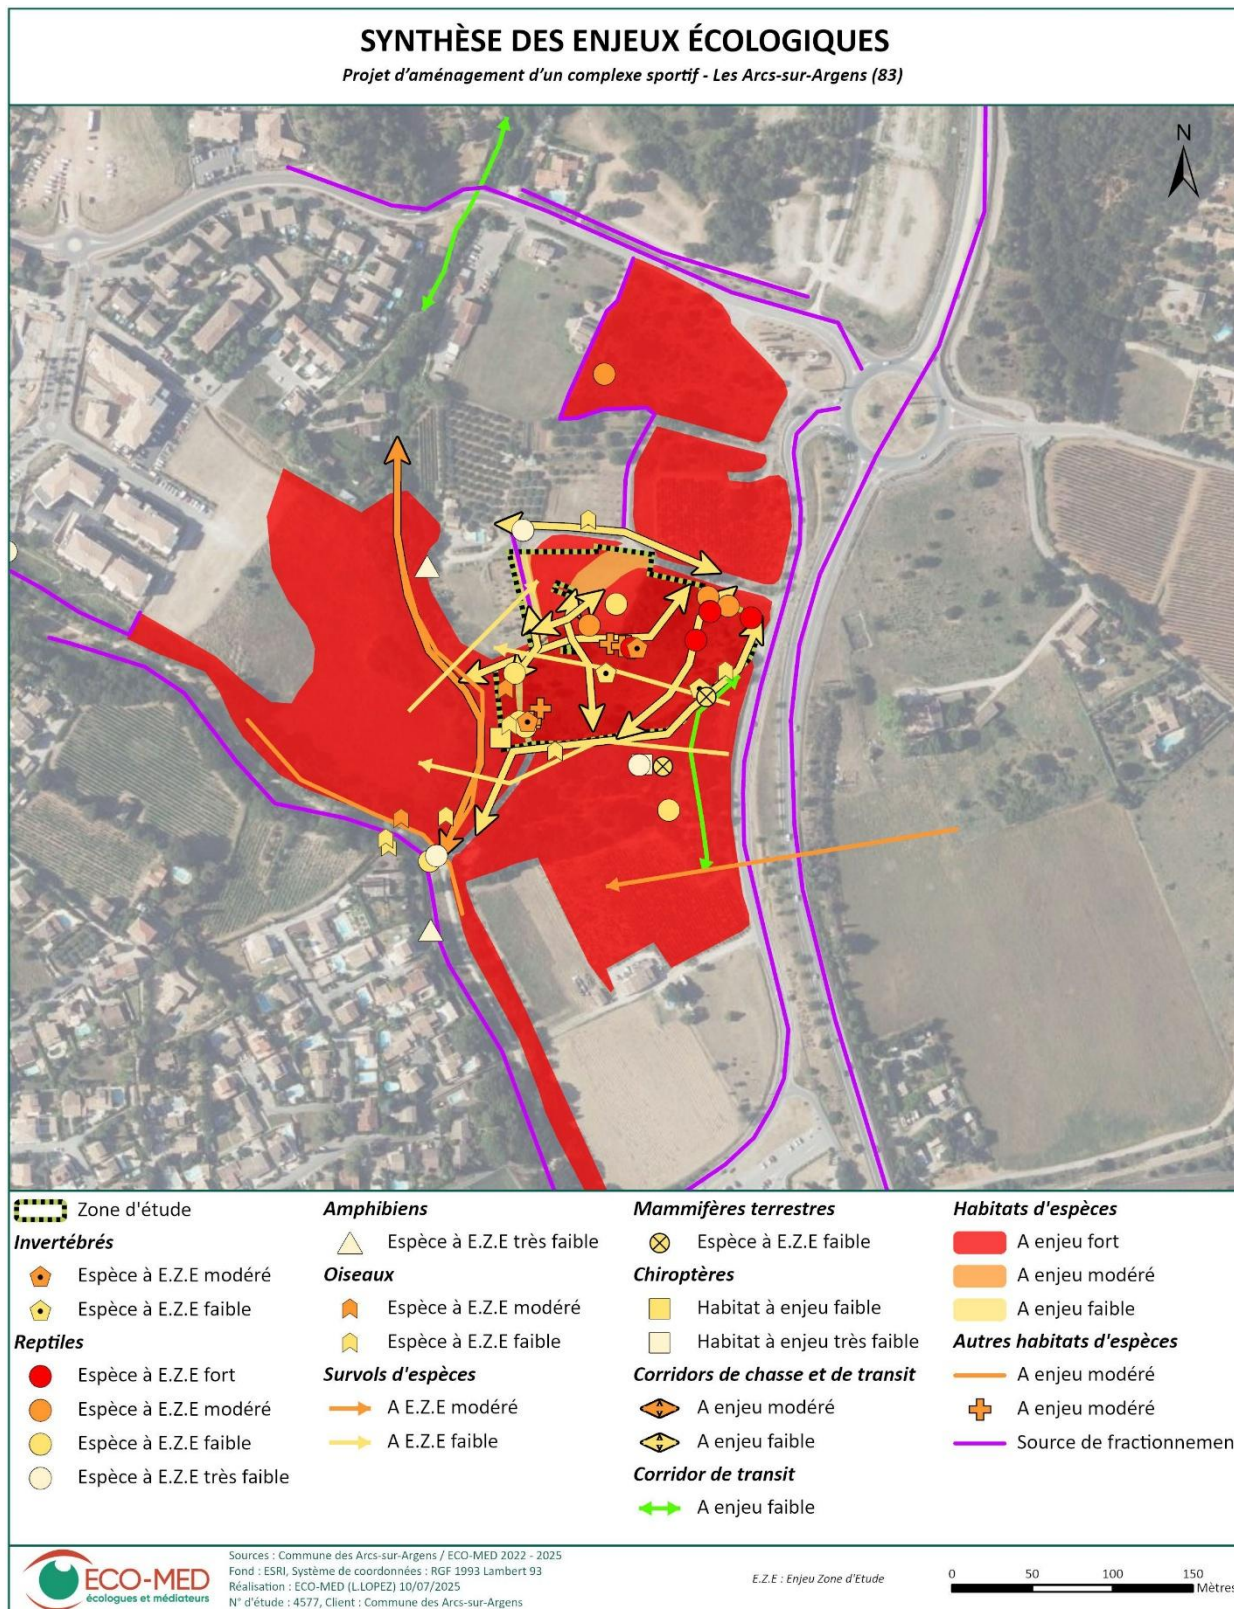 SYNTHÈSE DES ENJEUX ÉCOLOGIQUES
Projet d'aménagement d'un complexe sportif - Les Arcs-sur-Argens (83)
N
Zone d'étude
Invertébrés
Espèce à E.Z.E modéré
Espèce à E.Z.E faible
Reptiles
Espèce à E.Z.E fort
Espèce à E.Z.E modéré
Espèce à E.Z.E faible
Espèce à E.Z.E très faible
Amphibiens
Espèce à E.Z.E très faible
Oiseaux
Espèce à E.Z.E modéré
Espèce à E.Z.E faible
Survols d'espèces
A E.Z.E modéré
A E.Z.E faible
Mammifères terrestres
Espèce à E.Z.E faible
Chiroptères
Habitat à enjeu faible
Habitat à enjeu très faible
Corridors de chasse et de transit
A enjeu modéré
A enjeu faible
Corridor de transit
A enjeu faible
Habitats d'espèces
A enjeu fort
A enjeu modéré
A enjeu faible
Autres habitats d'espèces
A enjeu modéré
A enjeu modéré
Source de fractionnemen
ECO-MED
écologues et médiateurs
Sources : Commune des Arcs-sur-Argens / ECO-MED 2022 - 2025
Fond : ESRI, Système de coordonnées : RGF 1993 Lambert 93
Réalisation : ECO-MED (L.LOPEZ) 10/07/2025
N° d'étude : 4577, Client : Commune des Arcs-sur-Argens
E.Z.E : Enjeu Zone d'Etude
0 50 100 150
Mètres